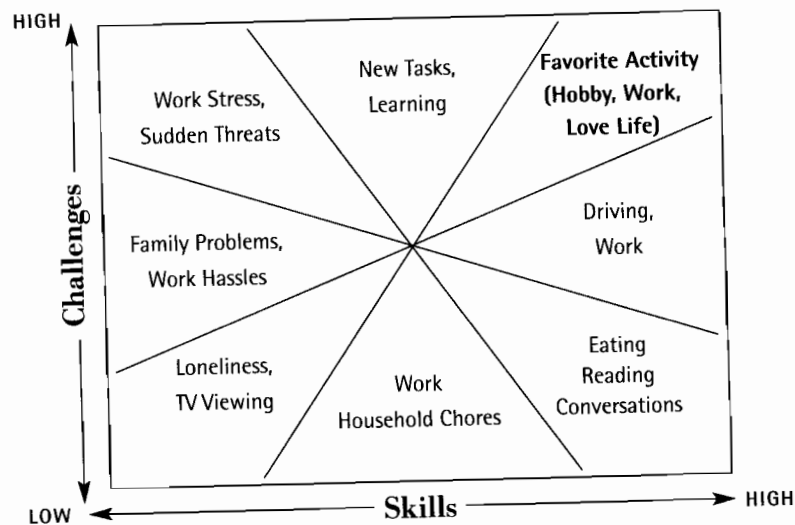 HIGH
New Tasks,
Learning
Favorite Activity
(Hobby, Work,
Love Life)
Work Stress,
Sudden Threats
Challenges
Driving,
Work
Family Problems,
Work Hassles
Eating
Reading
Conversations
Loneliness,
TV Viewing
Work
Household Chores
LOW
Skills
HIGH